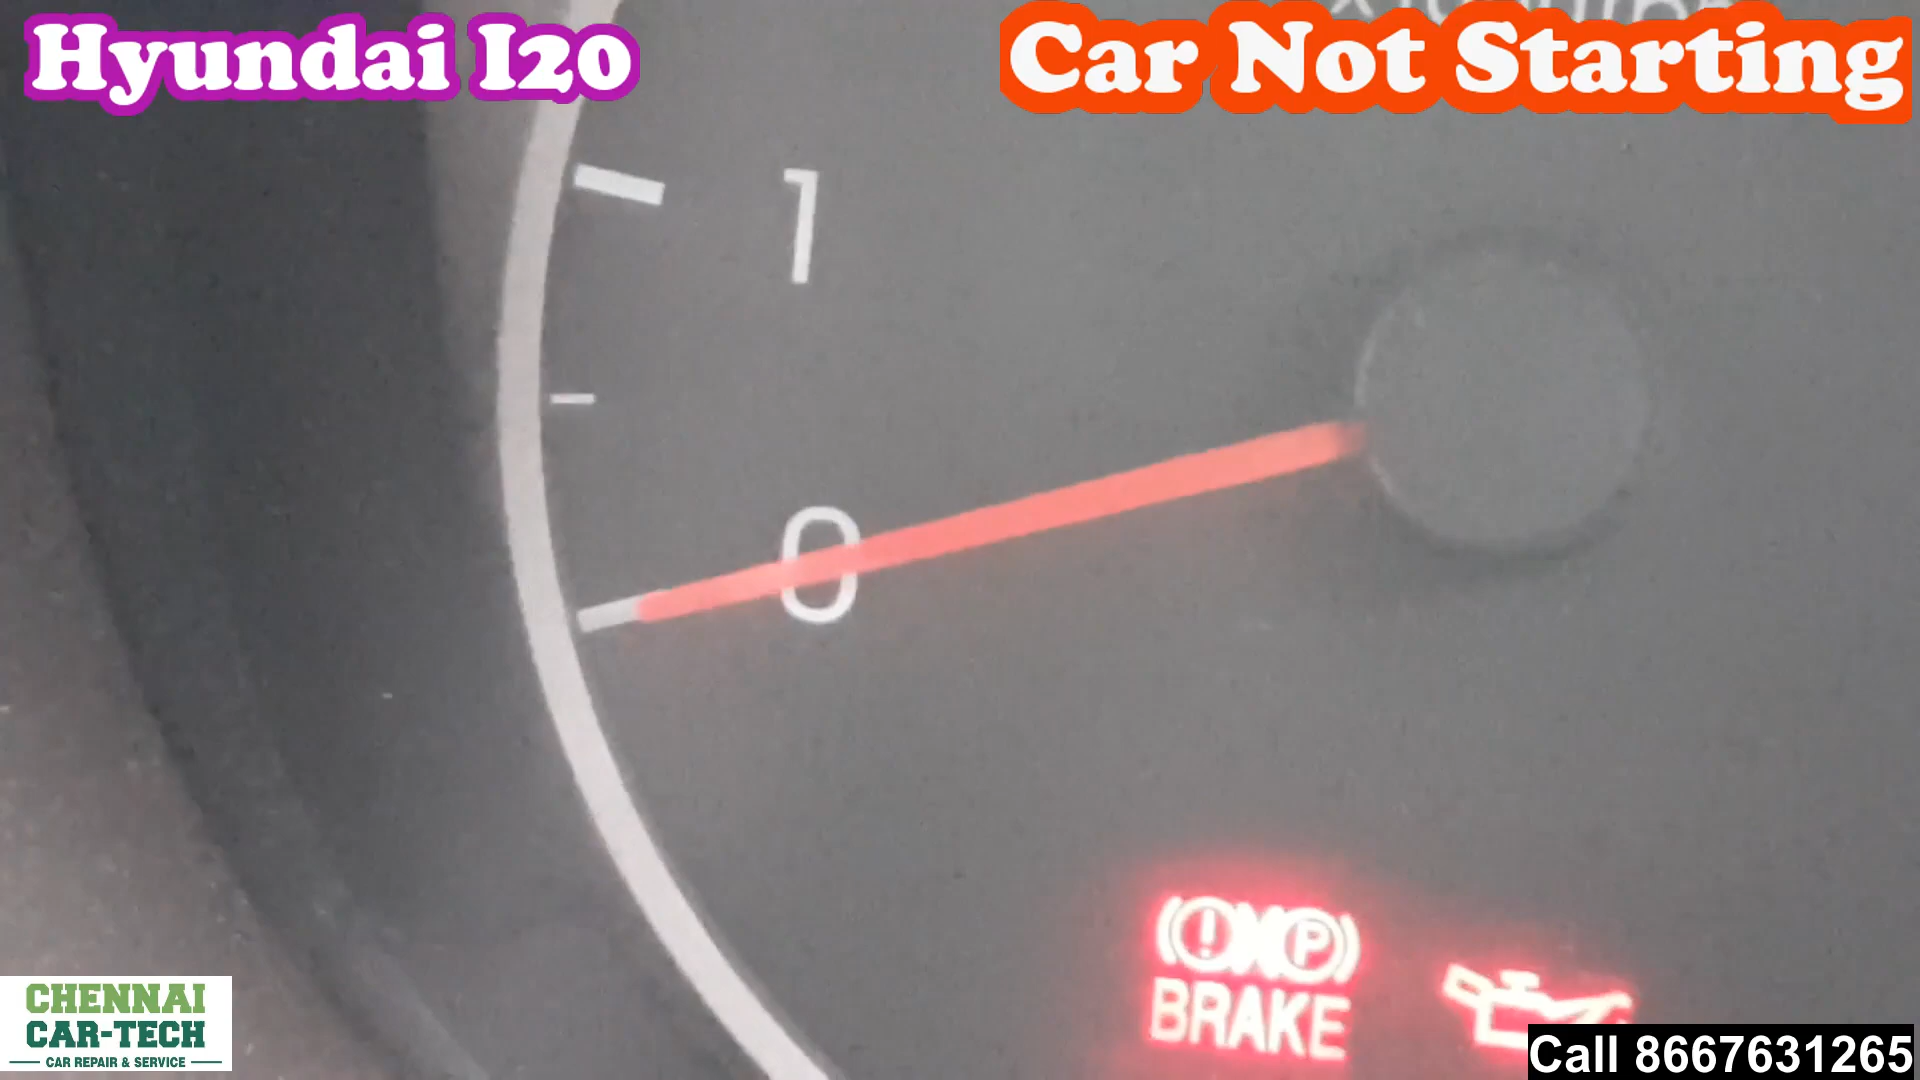 Hyundai I20
Car Not Starting
1
0
(!) (P)
BRAKE
CHENNAI
CAR-TECH
CAR REPAIR & SERVICE
Call 8667631265